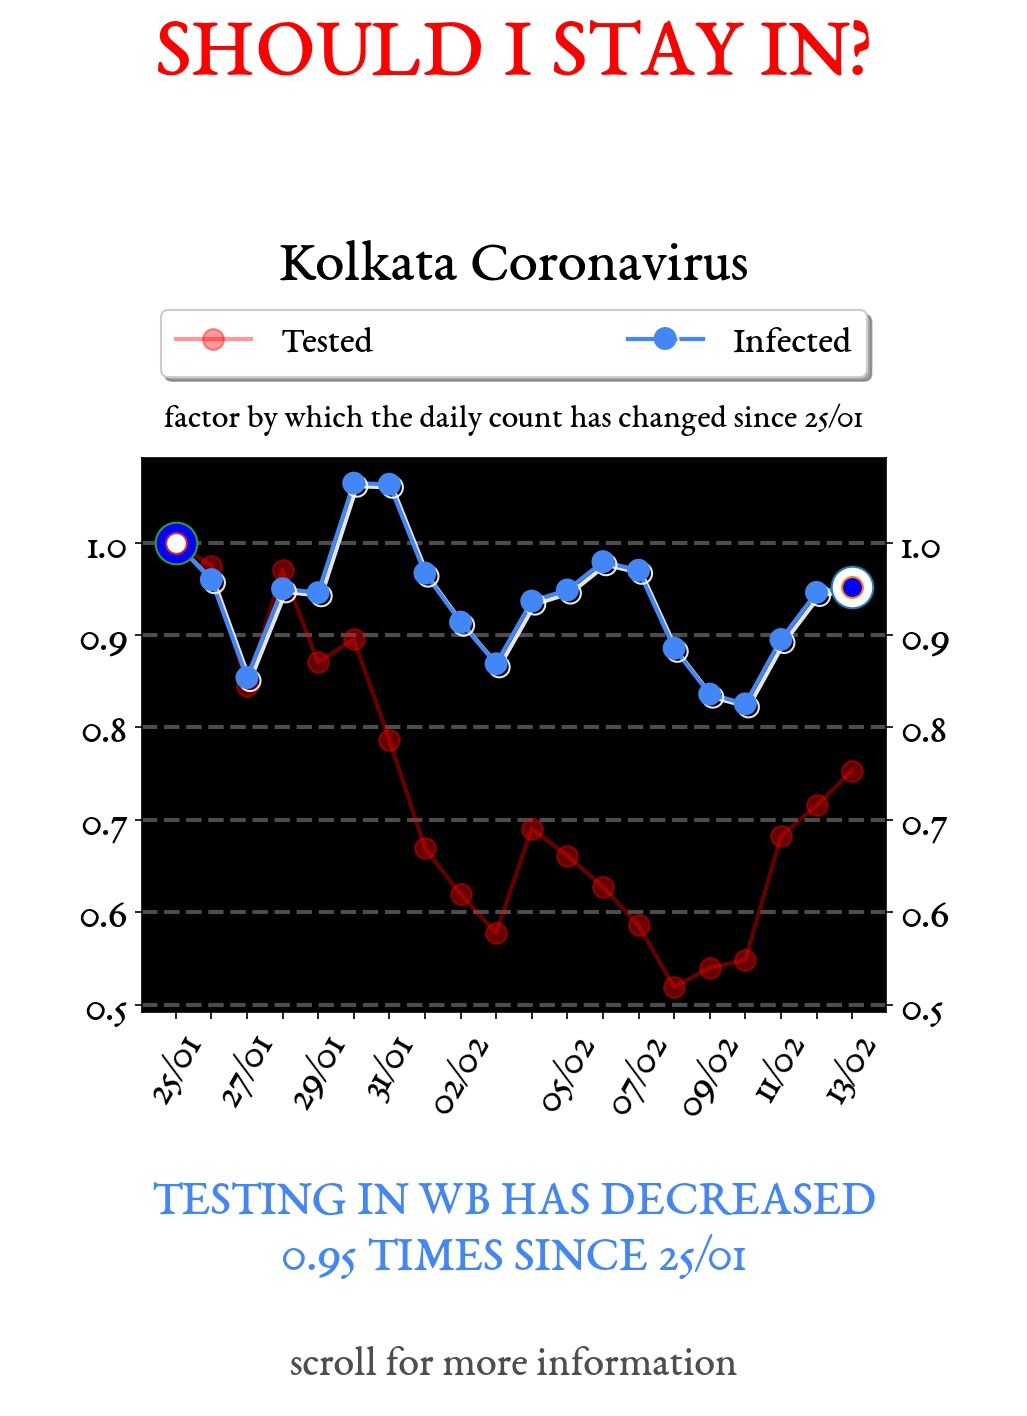 SHOULD I STAY IN?
Kolkata Coronavirus
Tested Infected
factor by which the daily count has changed since 25/01
1.0 1.0
0.9 0.9
0.8 0.8
0.7 0.7
0.6 0.6
0.5 0.5
25/01 27/01 29/01 31/01 02/02 05/02 07/02 09/02 11/02 13/02
TESTING IN WB HAS DECREASED
0.95 TIMES SINCE 25/01
scroll for more information